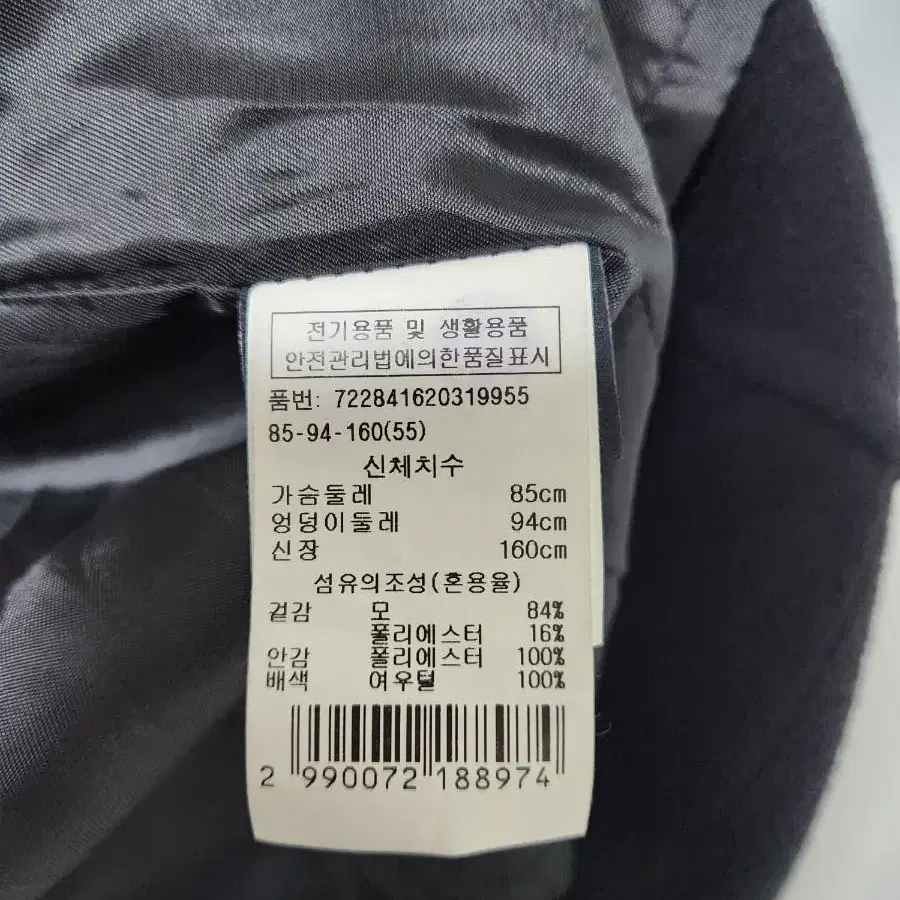 전기용품 및 생활용품
안전관리법에의한품질표시
품번: 722841620319955
85-94-160(55)
신체치수
가슴둘레 85cm
엉덩이둘레 94cm
신장 160cm
섬유의조성(혼용율)
겉감 모 84%
폴리에스터 16%
안감 폴리에스터 100%
배색 여우털 100%
2 990072 188974